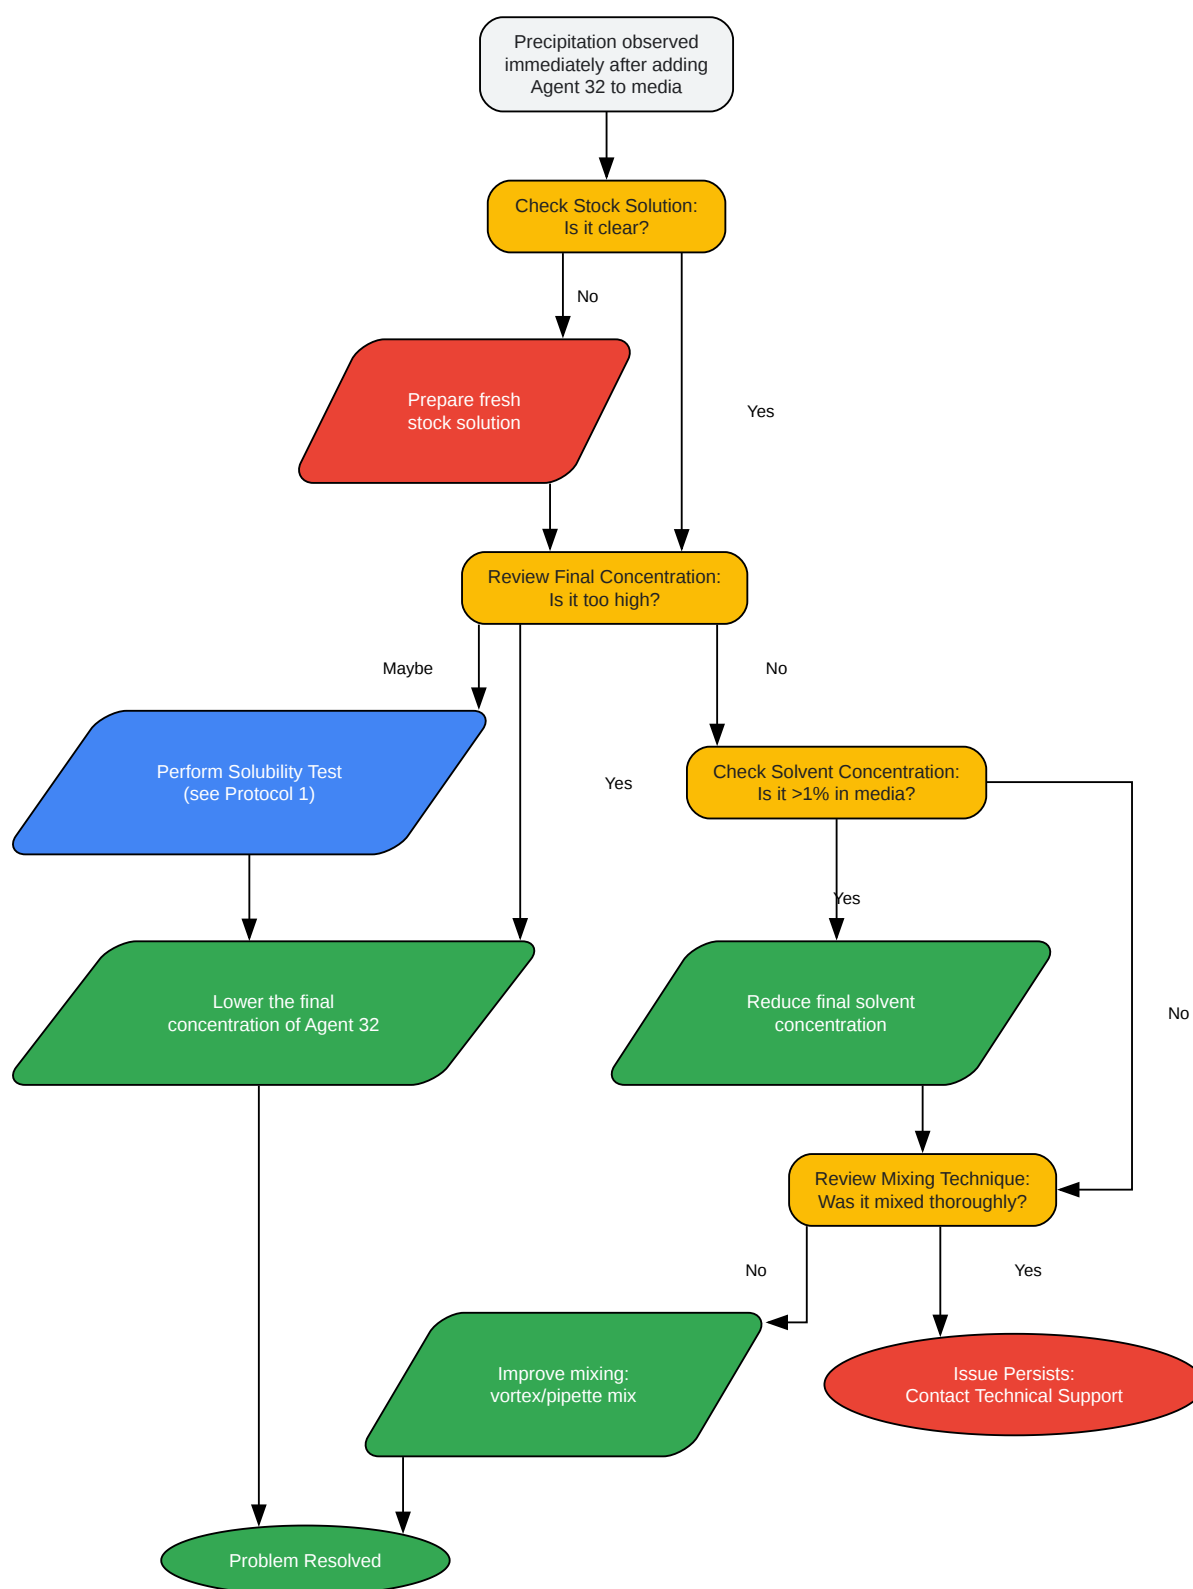 Precipitation observed
immediately after adding
Agent 32 to media
Check Stock Solution:
Is it clear?
No
Prepare fresh
stock solution
Yes
Review Final Concentration:
Is it too high?
Maybe
No
Perform Solubility Test
(see Protocol 1)
Yes
Check Solvent Concentration:
Is it >1% in media?
Yes
Lower the final
concentration of Agent 32
Reduce final solvent
concentration
No
Review Mixing Technique:
Was it mixed thoroughly?
No
Yes
Improve mixing:
vortex/pipette mix
Issue Persists:
Contact Technical Support
Problem Resolved